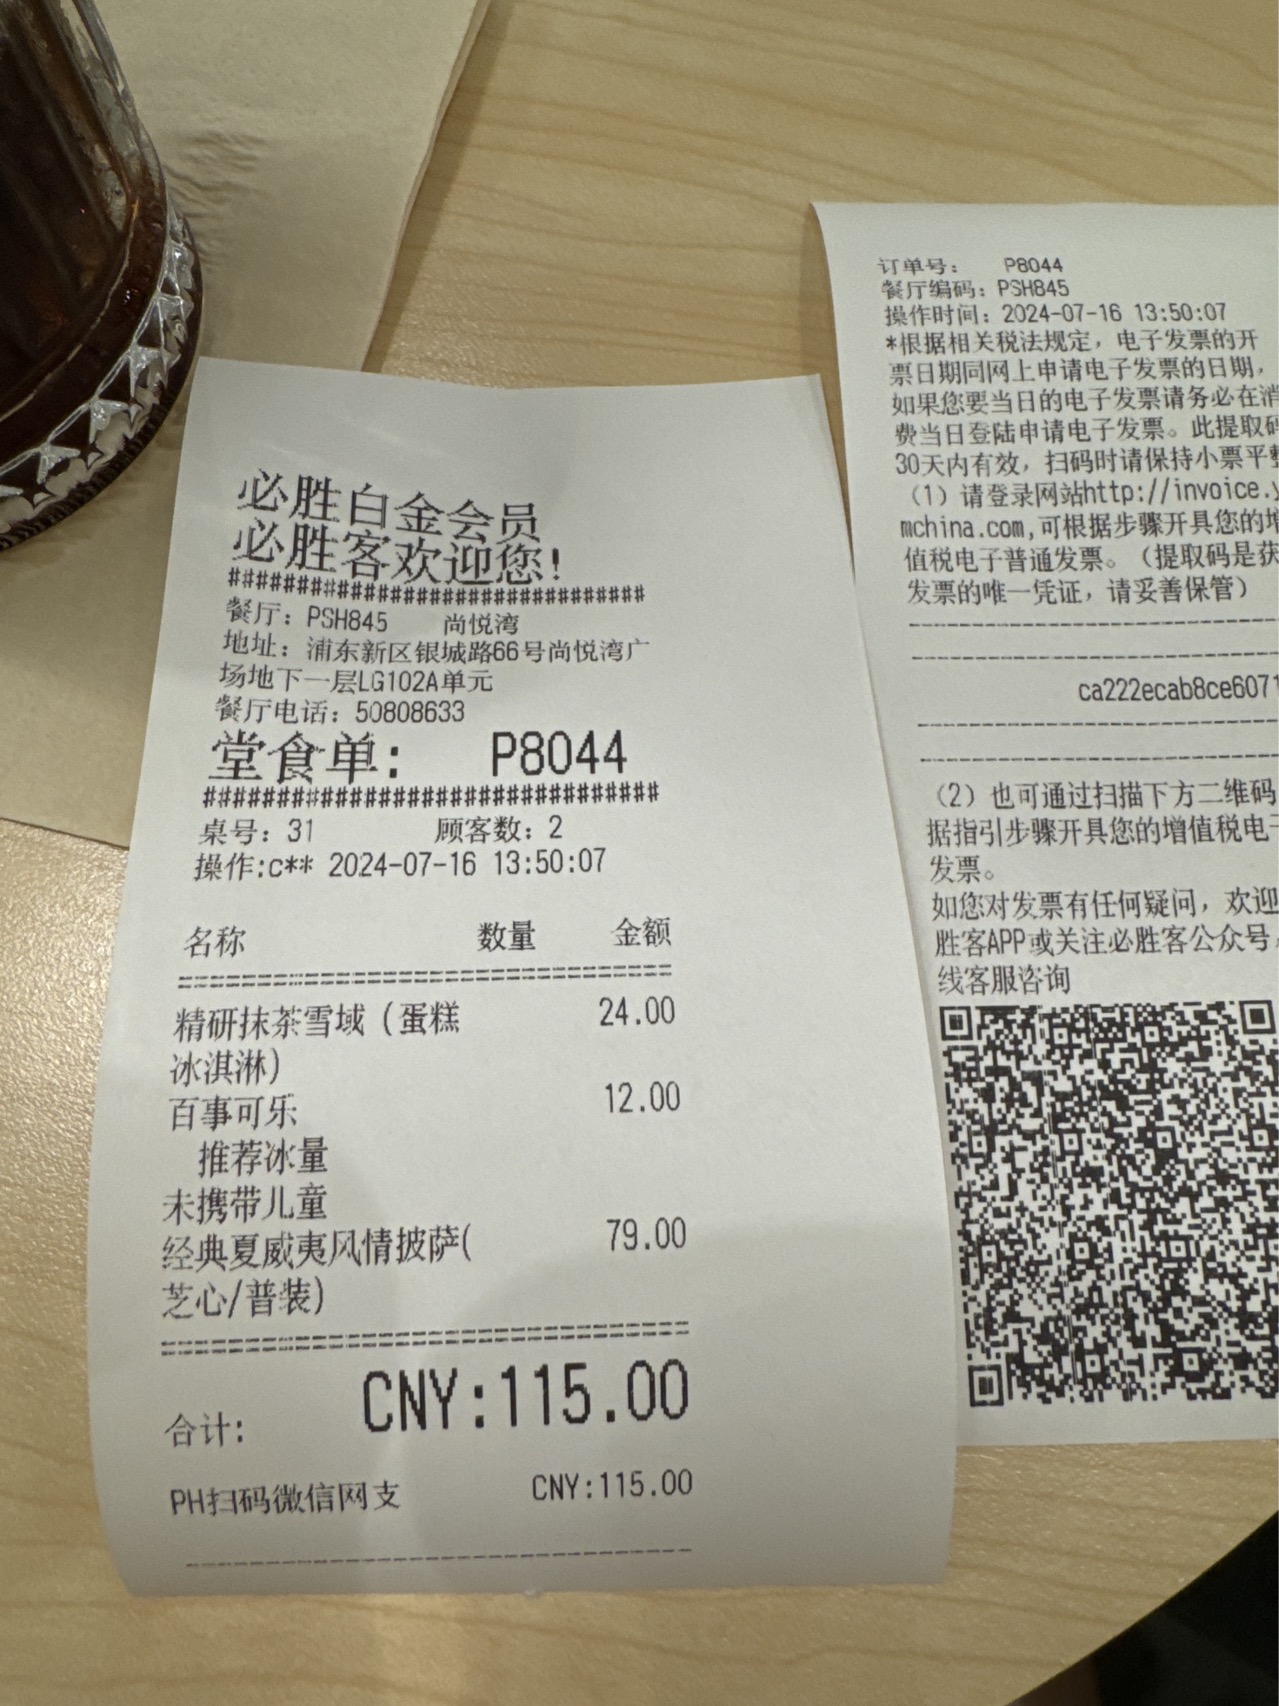 必胜白金会员
必胜客欢迎您!
######################################
餐厅: PSH845 尚悦湾
地址: 浦东新区银城路66号尚悦湾广
场地下一层LG102A单元
餐厅电话: 50808633
堂食单: P8044
######################################
桌号: 31 顾客数: 2
操作:c** 2024-07-16 13:50:07
名称 数量 金额
精研抹茶雪域（蛋糕 24.00
冰淇淋）
百事可乐 12.00
推荐冰量
未携带儿童
经典夏威夷风情披萨( 79.00
芝心/普装)
合计: CNY:115.00
PH扫码微信网支 CNY:115.00
订单号: P8044
餐厅编码: PSH845
操作时间: 2024-07-16 13:50:07
*根据相关税法规定，电子发票的开
票日期同网上申请电子发票的日期，
如果您要当日的电子发票请务必在消
费当日登陆申请电子发票。此提取码
30天内有效，扫码时请保持小票平整
（1）请登录网站http://invoice.y
mchina.com,可根据步骤开具您的增
值税电子普通发票。（提取码是获
发票的唯一凭证，请妥善保管）
ca222ecab8ce6071
（2）也可通过扫描下方二维码
据指引步骤开具您的增值税电子
发票。
如您对发票有任何疑问，欢迎
胜客APP或关注必胜客公众号，
线客服咨询